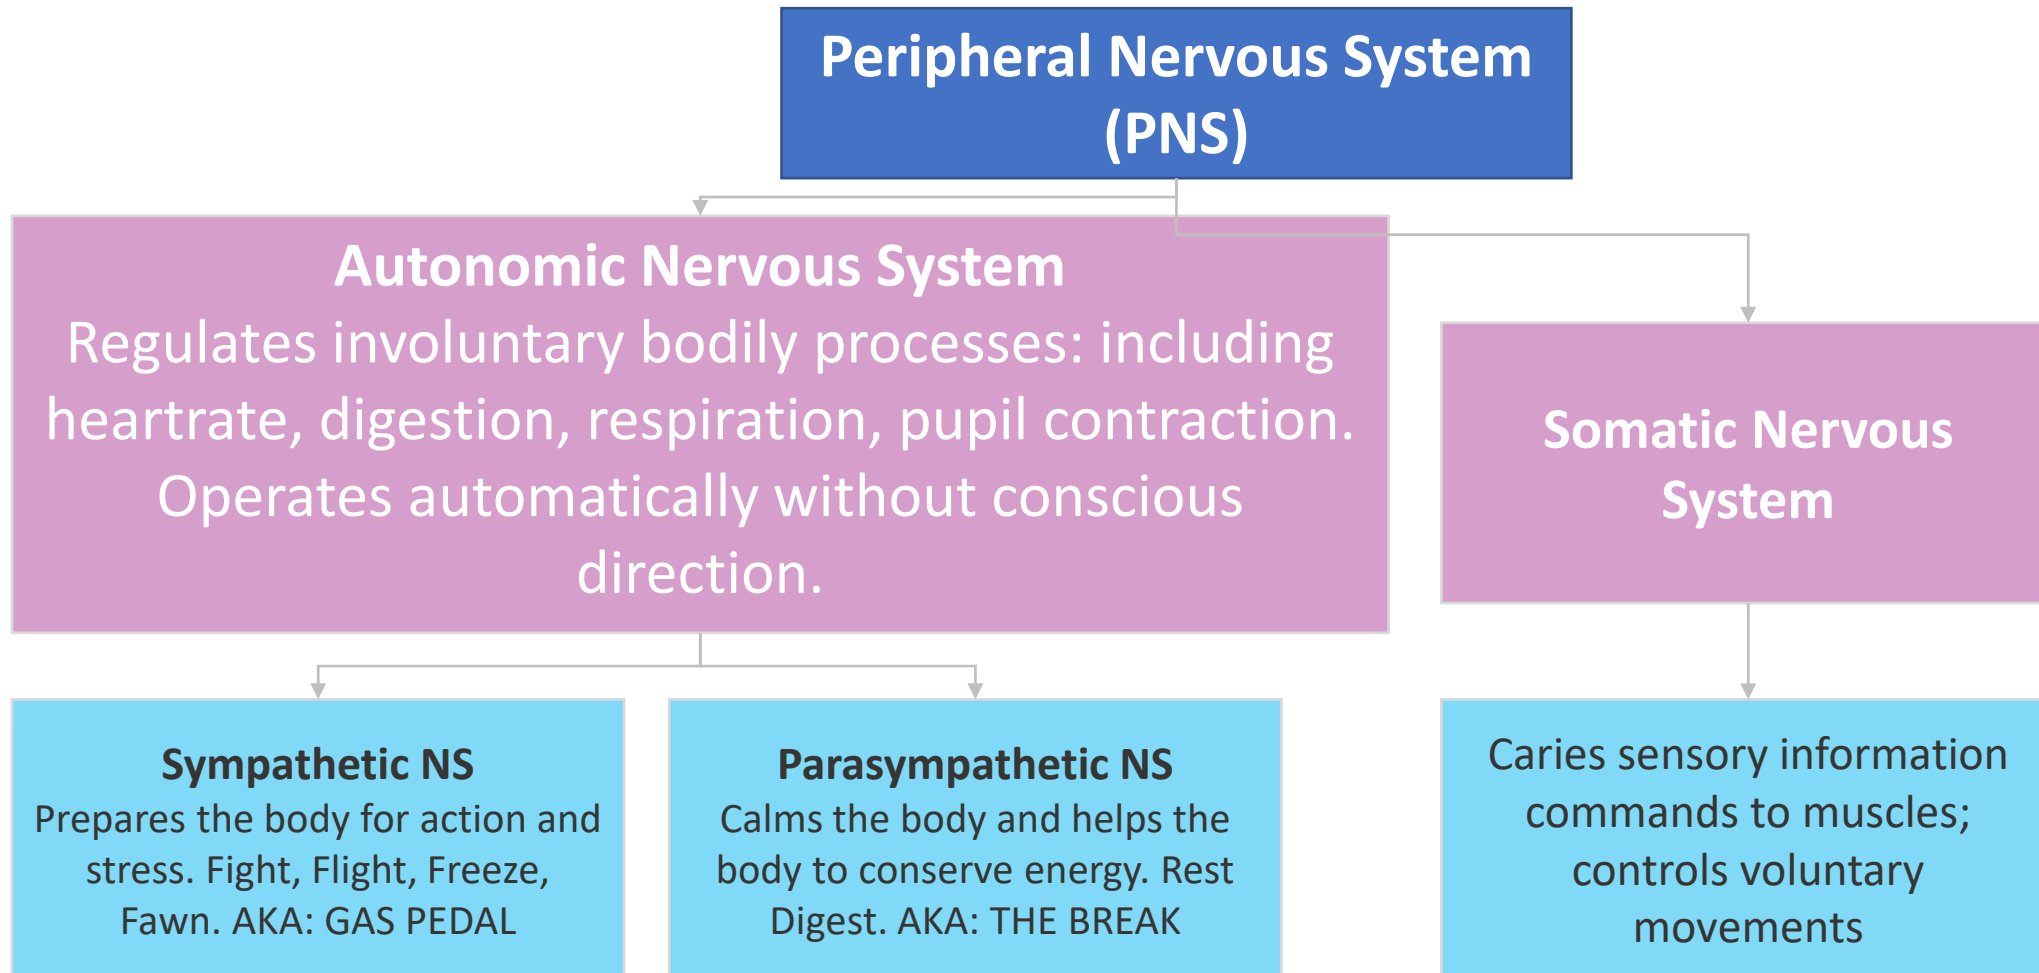 Peripheral Nervous System
(PNS)
Autonomic Nervous System
Regulates involuntary bodily processes: including
heartrate, digestion, respiration, pupil contraction.
Operates automatically without conscious
direction.
Somatic Nervous
System
Sympathetic NS
Prepares the body for action and
stress. Fight, Flight, Freeze,
Fawn. AKA: GAS PEDAL
Parasympathetic NS
Calms the body and helps the
body to conserve energy. Rest
Digest. AKA: THE BREAK
Caries sensory information
commands to muscles;
controls voluntary
movements